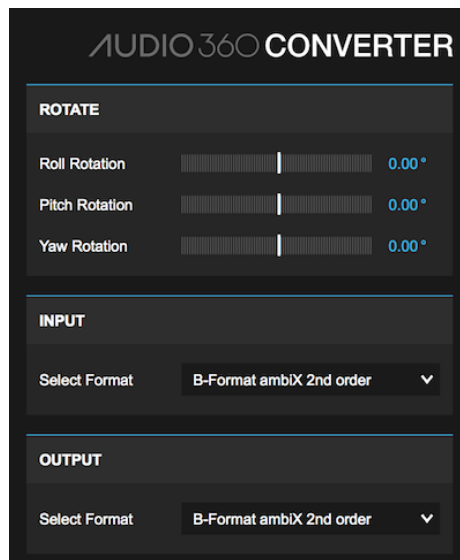 AUDIO360 CONVERTER
ROTATE
Roll Rotation 0.00°
Pitch Rotation 0.00°
Yaw Rotation 0.00°
INPUT
Select Format B-Format ambiX 2nd order
OUTPUT
Select Format B-Format ambiX 2nd order